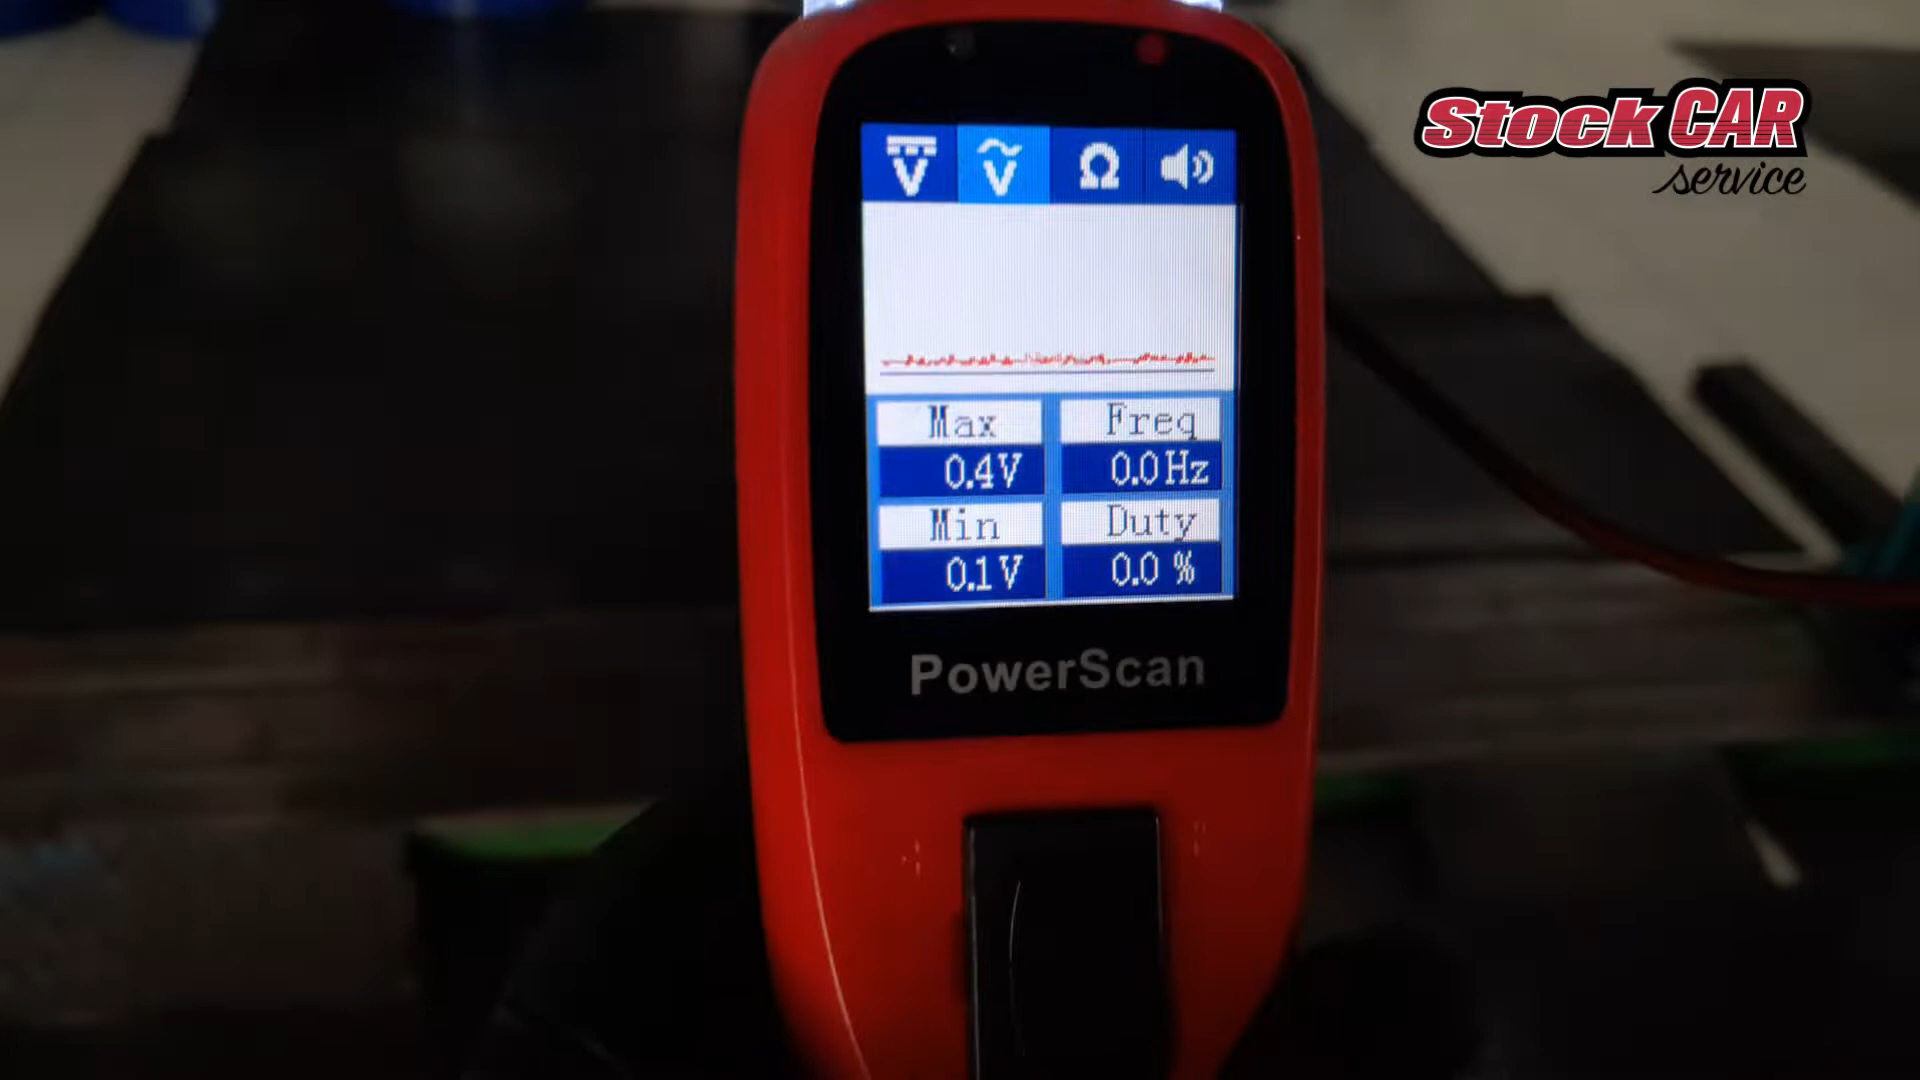 Stock CAR
service
V V Ω
Max Freq
0.4V 0.0Hz
Min Duty
0.1V 0.0 %
PowerScan